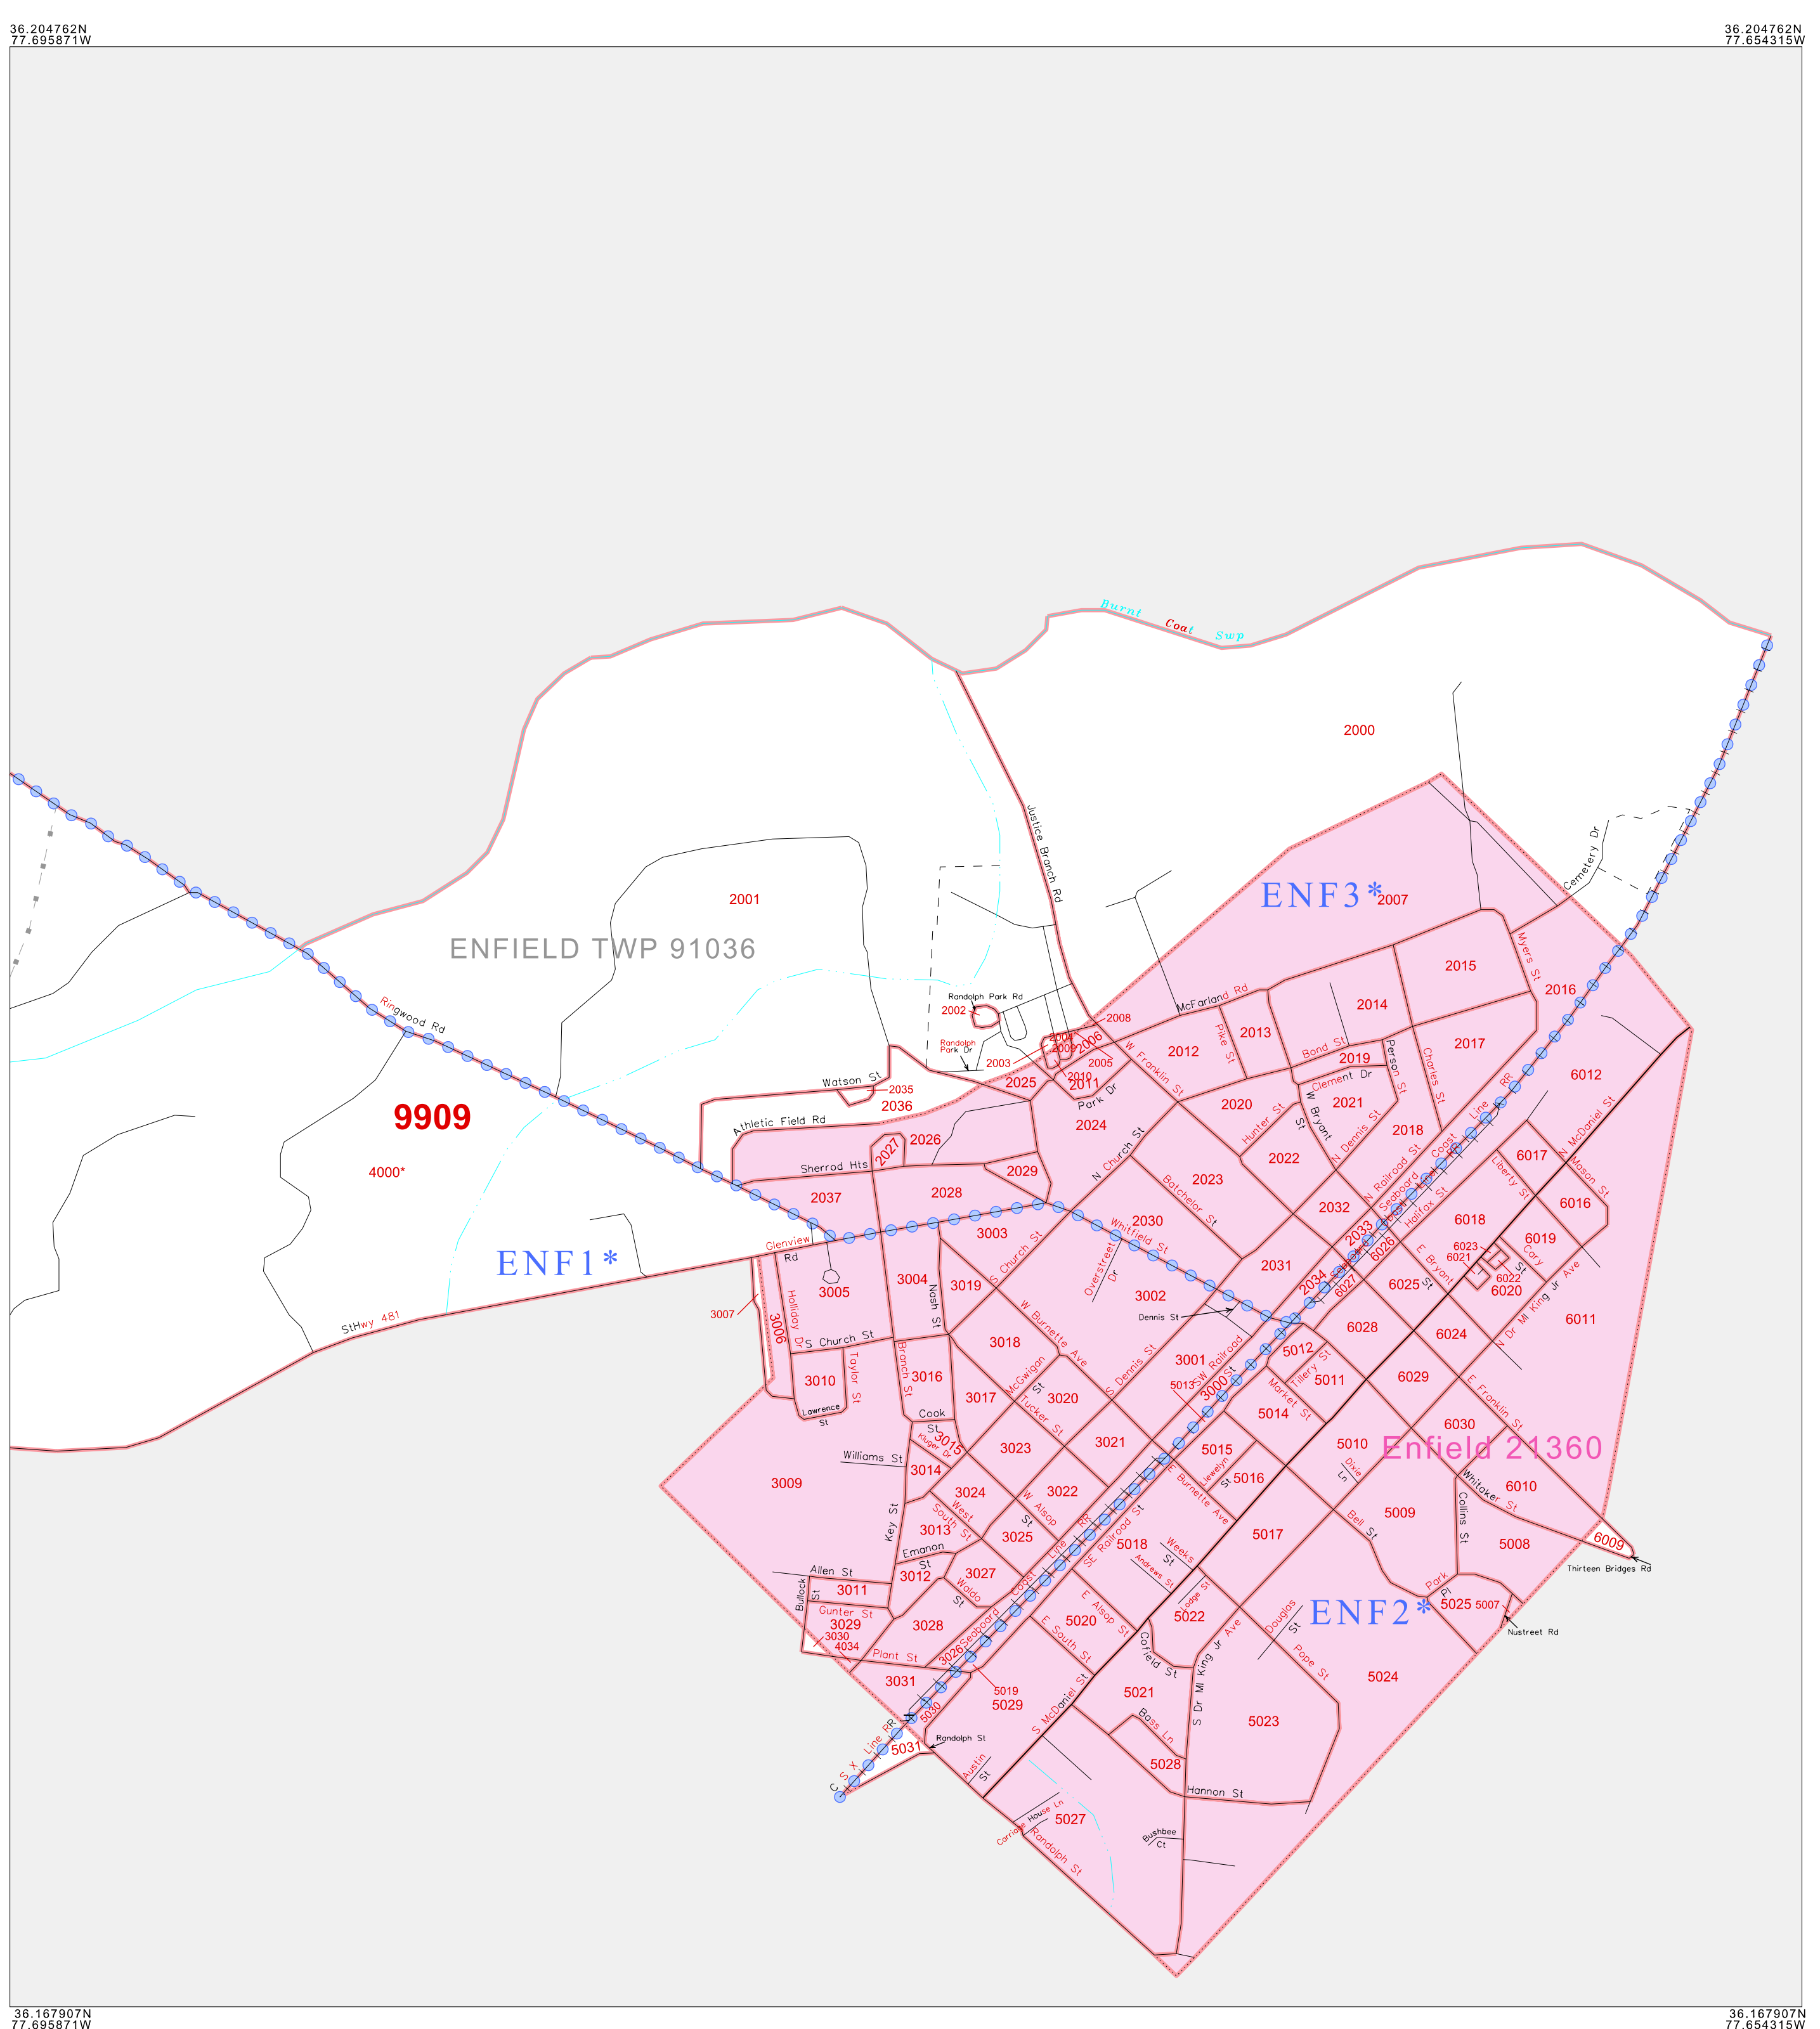 36.204762N
77.695871W
36.204762N
77.654315W
Burnt Coat Swp
2000
Justice Branch Rd
Cemetery Dr
ENF3*
2007
2001
ENFIELD TWP 91036
Myers St
2015
2016
Randolph Park Rd
2002
McFarland Rd
2014
Ringwood Rd
2008
2004
2006
2009
2003
2005
2010
2011
Randolph
Park Dr
W Franklin St
2012
Pike St
2013
Bond St
2019
Person St
2017
Charles St
6012
Watson St
2035
2036
2025
Park Dr
Clement Dr
2021
2020
W Bryant
St
9909
Athletic Field Rd
2024
Hunter St
N Dennis St
2018
N McDaniel St
2026
2027
N Church St
2022
N Railroad St
Seaboard Coast Line RR
6017
4000*
Sherrod Hts
2029
2023
Batchelor St
Liberty St
Mason St
6016
2037
2028
2032
Halifax St
6018
3003
2030
Whitfield St
2033
6026
6019
Cary
St
E Bryant
St
6023
6021
6022
6020
Glenview
Rd
ENF1*
S Church St
Overstreet
Dr
2031
2034
6027
6025
N Dr Ml King Jr Ave
3004
Nash St
3019
3002
3005
Holliday Dr
3007
3006
StHwy 481
Dennis St
6028
6024
6011
S Church St
W Burnette Ave
3018
3001
SW Railroad
St
5012
Tillery St
5011
6029
3010
Taylor St
Branch St
3016
McGwigan
St
3020
S Dennis St
5013
3000
Market St
5014
E Franklin St
6030
3017
Tucker St
Lawrence
St
Cook
St
3015
Kluger Dr
3023
3021
5010
Enfield 21360
Williams St
3014
5015
Llewelyn
St
5016
Dixie
Ln
3009
3024
3022
E Burnette Ave
Whitaker St
6010
Key St
West
South St
W Alsop
St
3013
3025
Bell St
5009
Collins St
SE Railroad St
5018
5017
5008
6009
Thirteen Bridges Rd
Emanon
St
3012
3027
Weeks
St
Andrews St
Lodge St
Allen St
3011
Bullock
St
Waldo
St
Coast Line RR
Seaboard
Park
Pl
5025
5007
Nustreet Rd
Gunter St
3029
3030
4034
3028
E Alsop St
5020
E South St
5022
Douglas
St
ENF2*
Plant St
3026
3031
Cofield St
S Dr Ml King Jr Ave
Pope St
5024
5019
5029
5021
5030
S McDaniel St
Bass Ln
5023
C S X Line RR
5031
Randolph St
5028
Austin
St
Hannon St
Carriage House Ln
5027
Randolph St
Bushbee
Ct
36.167907N
77.695871W
36.167907N
77.654315W